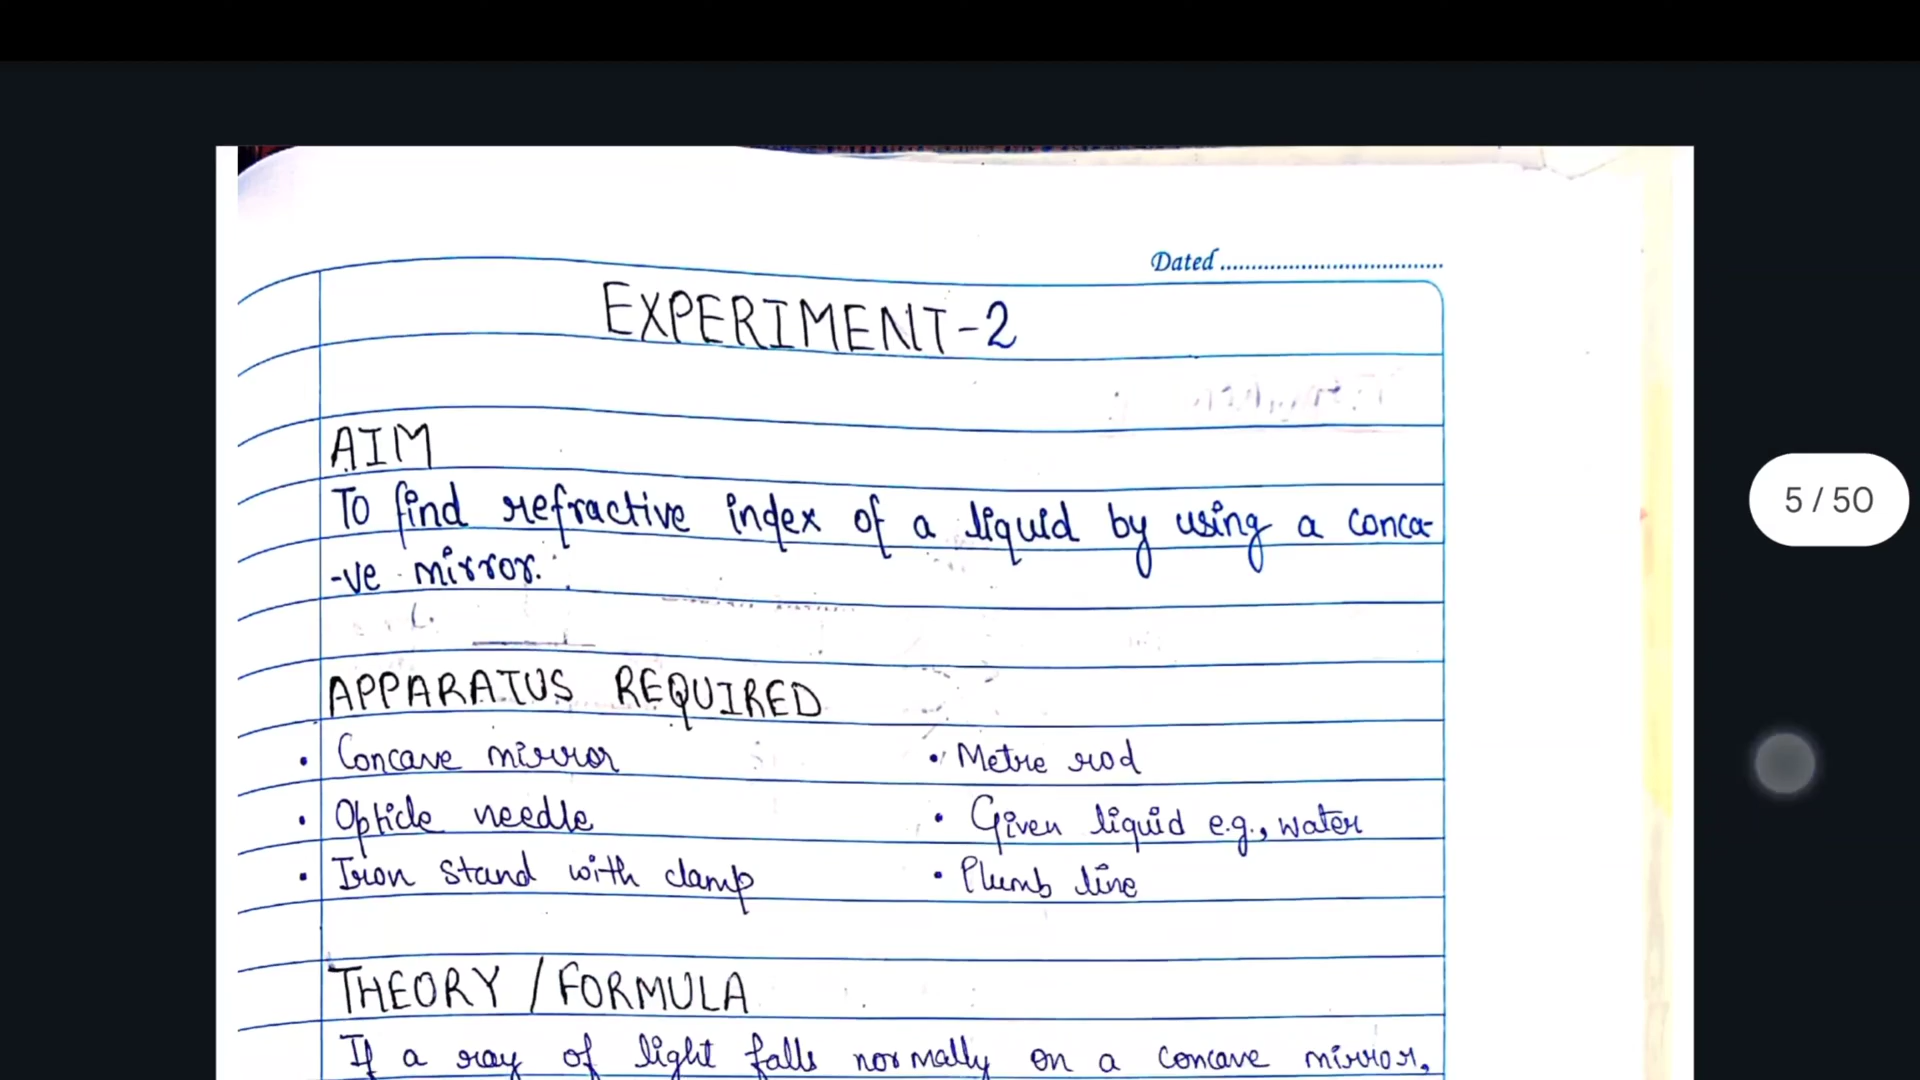 Dated
EXPERIMENT-2
AIM
To find refractive index of a liquid by using a conca-
-ve mirror.
APPARATUS REQUIRED
• Concave mirror • Metre rod
• Opticle needle • Given liquid e.g., water
• Iron stand with clamp • Plumb line
THEORY / FORMULA
If a ray of light falls normally on a concave mirror,
5 / 50